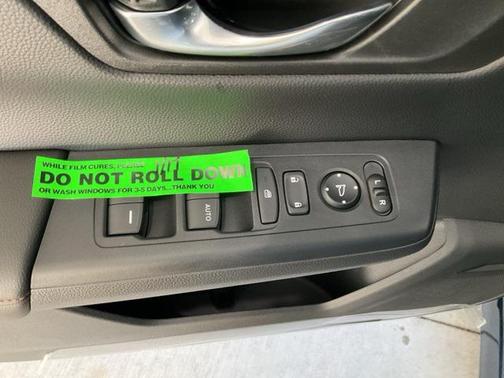 WHILE FILM CURES, PLEASE
DO NOT ROLL DOWN
OR WASH WINDOWS FOR 3-5 DAYS...THANK YOU
AUTO
L
R